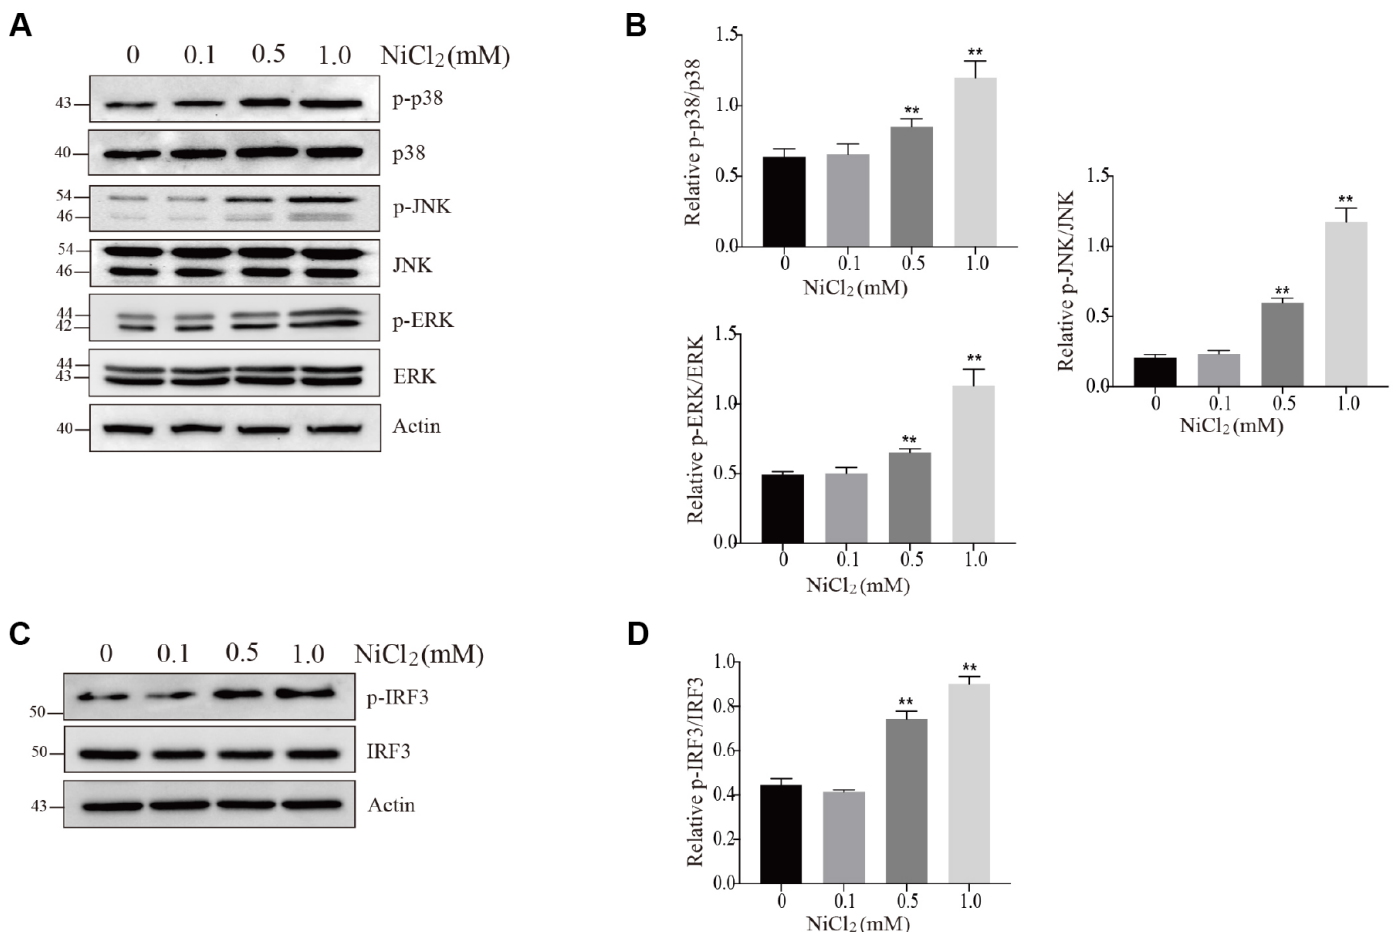 A
0 0.1 0.5 1.0 NiCl2(mM)
43 p-p38
40 p38
54 p-JNK
46
54 JNK
46
44 p-ERK
42
44 ERK
43
40 Actin
B
Relative p-p38/p38
1.5
1.0
0.5
0.0
**
**
0 0.1 0.5 1.0
NiCl2(mM)
Relative p-JNK/JNK
1.5
1.0
0.5
0.0
**
**
0 0.1 0.5 1.0
NiCl2(mM)
Relative p-ERK/ERK
1.5
1.0
0.5
0.0
**
**
0 0.1 0.5 1.0
NiCl2(mM)
C
0 0.1 0.5 1.0 NiCl2(mM)
p-IRF3
50
50 IRF3
43 Actin
D
Relative p-IRF3/IRF3
1.0
0.8
0.6
0.4
0.2
0.0
**
**
0 0.1 0.5 1.0
NiCl2(mM)